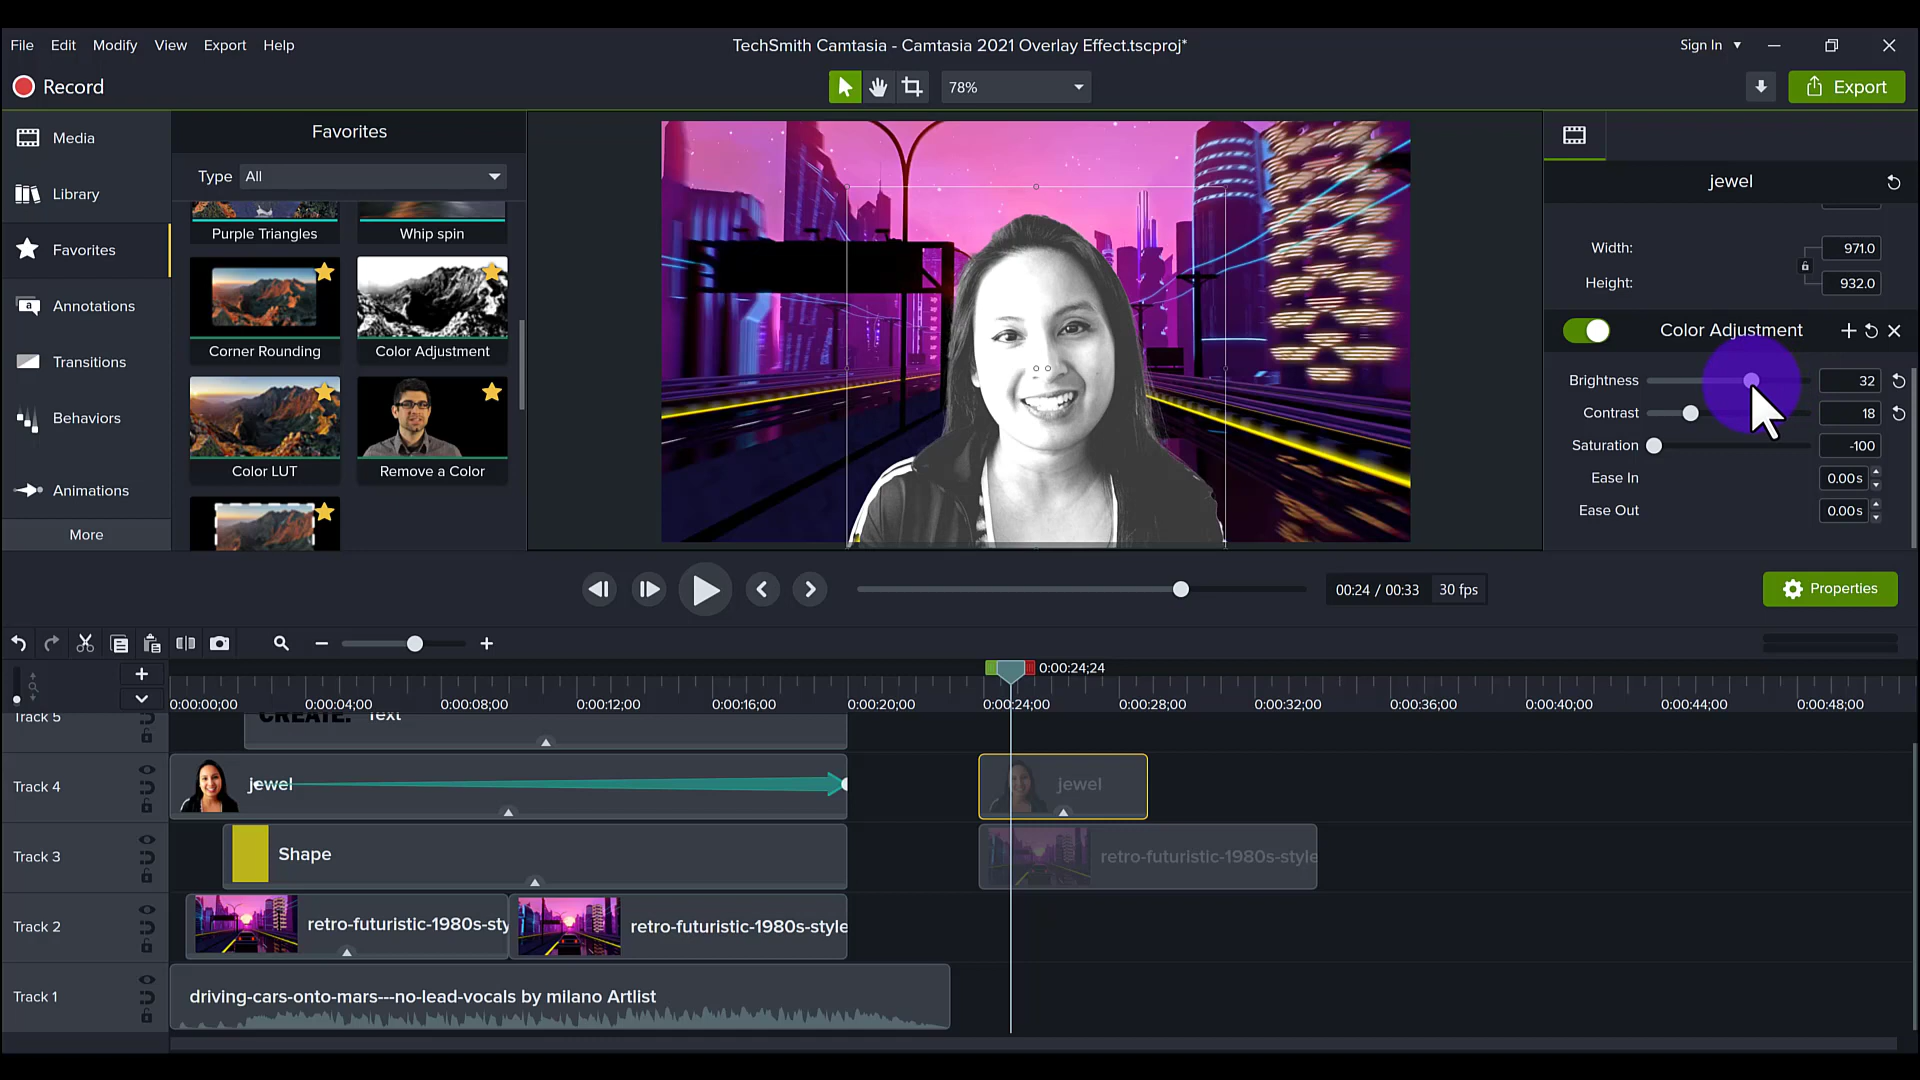 File Edit Modify View Export Help
TechSmith Camtasia - Camtasia 2021 Overlay Effect.tscproj*
Sign In
Record
78%
Export
Media
Library
Favorites
Annotations
Transitions
Behaviors
Animations
More
Favorites
Type All
Purple Triangles
Whip spin
Corner Rounding
Color Adjustment
Color LUT
Remove a Color
jewel
Width: 971.0
Height: 932.0
Color Adjustment
Brightness 32
Contrast 18
Saturation -100
Ease In 0.00s
Ease Out 0.00s
00:24 / 00:33 30 fps
Properties
0:00:24;24
0:00:00;00 0:00:04;00 0:00:08;00 0:00:12;00 0:00:16;00 0:00:20;00 0:00:24;00 0:00:28;00 0:00:32;00 0:00:36;00 0:00:40;00 0:00:44;00 0:00:48;00
Track 5 CREATE. Text
Track 4 jewel jewel
Track 3 Shape retro-futuristic-1980s-style
Track 2 retro-futuristic-1980s-sty retro-futuristic-1980s-style
Track 1 driving-cars-onto-mars---no-lead-vocals by milano Artlist